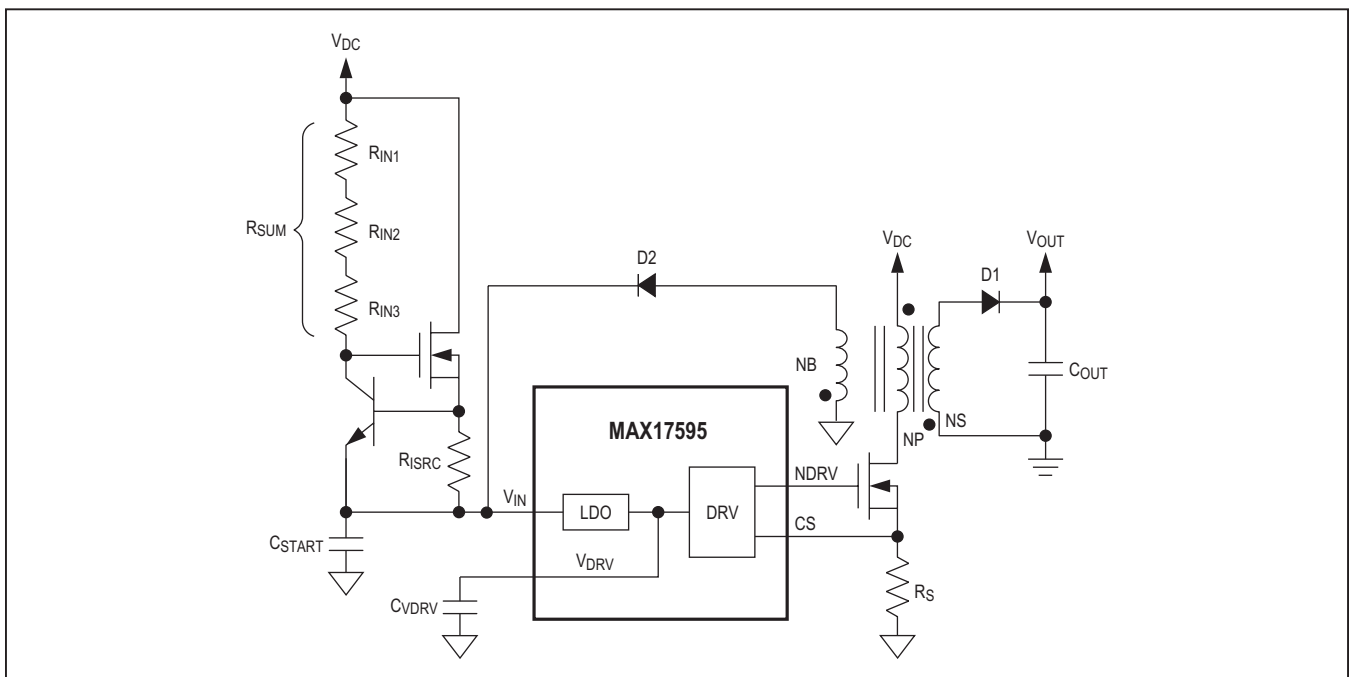 VDC
RIN1
RSUM
RIN2
RIN3
D2
VDC
VOUT
D1
NB
COUT
MAX17595
NP
NS
RISRC
NDRV
VIN
LDO
DRV
CS
CSTART
VDRV
CVDRV
RS